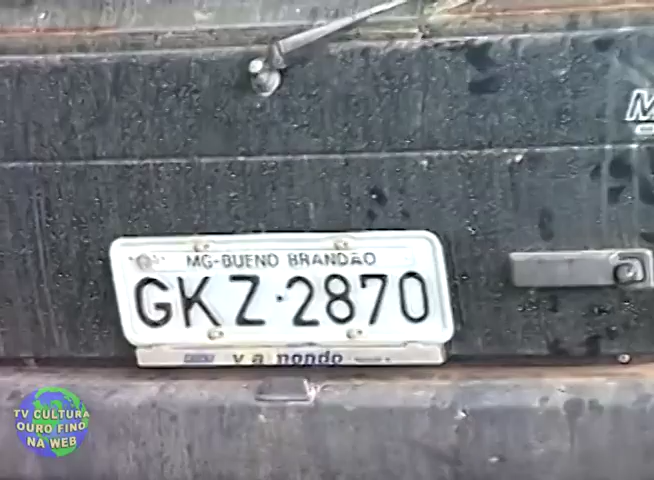 M
MG-BUENO BRANDÃO
GKZ·2870
TV CULTURA
OURO FINO
NA WEB